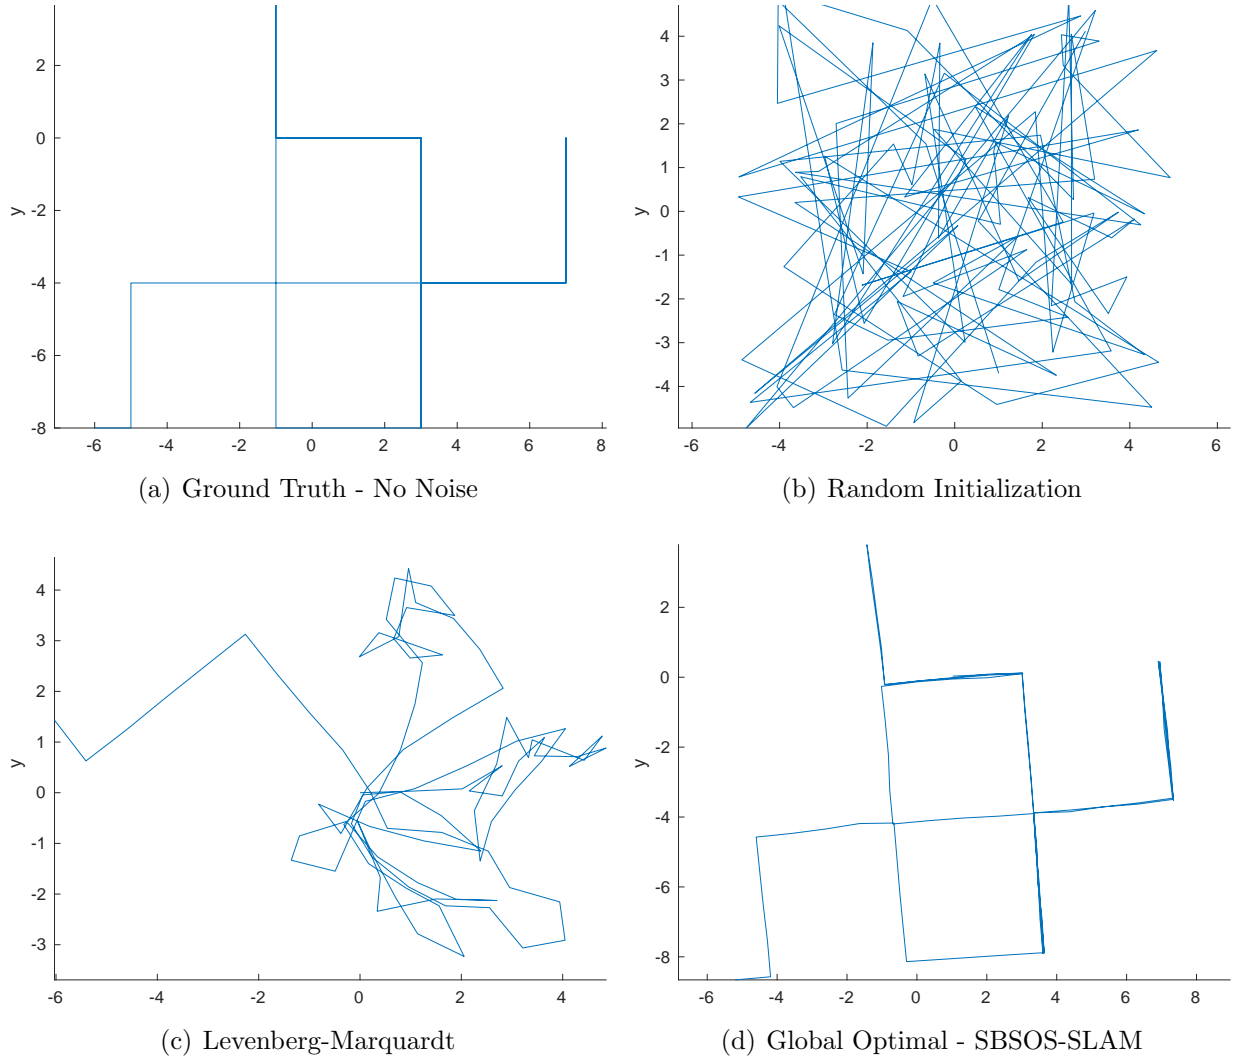 2
0
-2
-4
-6
-8
y
-6 -4 -2 0 2 4 6 8
(a) Ground Truth - No Noise
4
3
2
1
0
-1
-2
-3
-4
y
-6 -4 -2 0 2 4 6
(b) Random Initialization
4
3
2
1
0
-1
-2
-3
y
-6 -4 -2 0 2 4
(c) Levenberg-Marquardt
2
0
-2
-4
-6
-8
y
-6 -4 -2 0 2 4 6 8
(d) Global Optimal - SBSOS-SLAM